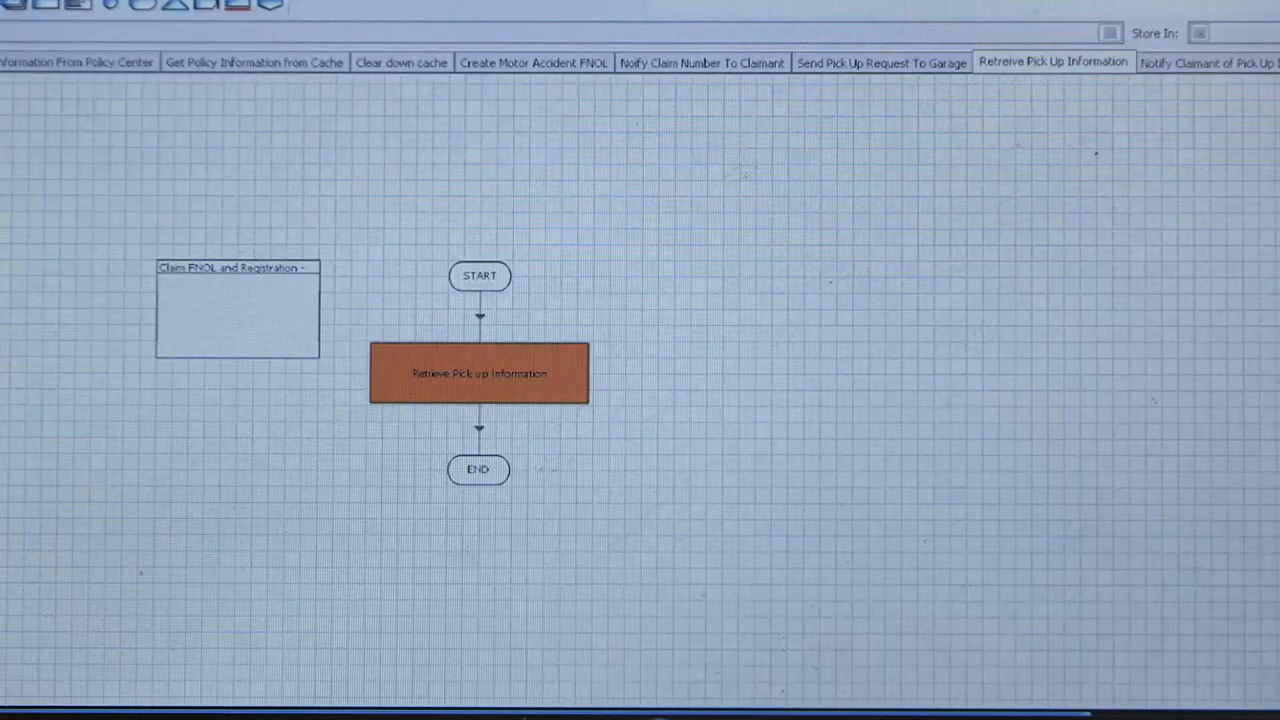 Store In:
nformation From Policy Center
Get Policy Information from Cache
Clear down cache
Create Motor Accident FNOL
Noify Claim Number To Claimant
Send Pick Up Request To Garage
Retreive Pick Up Information
Notify Claimant of Pick Up
Claim FNOL and Registration -
START
Retrieve Pick up Information
END